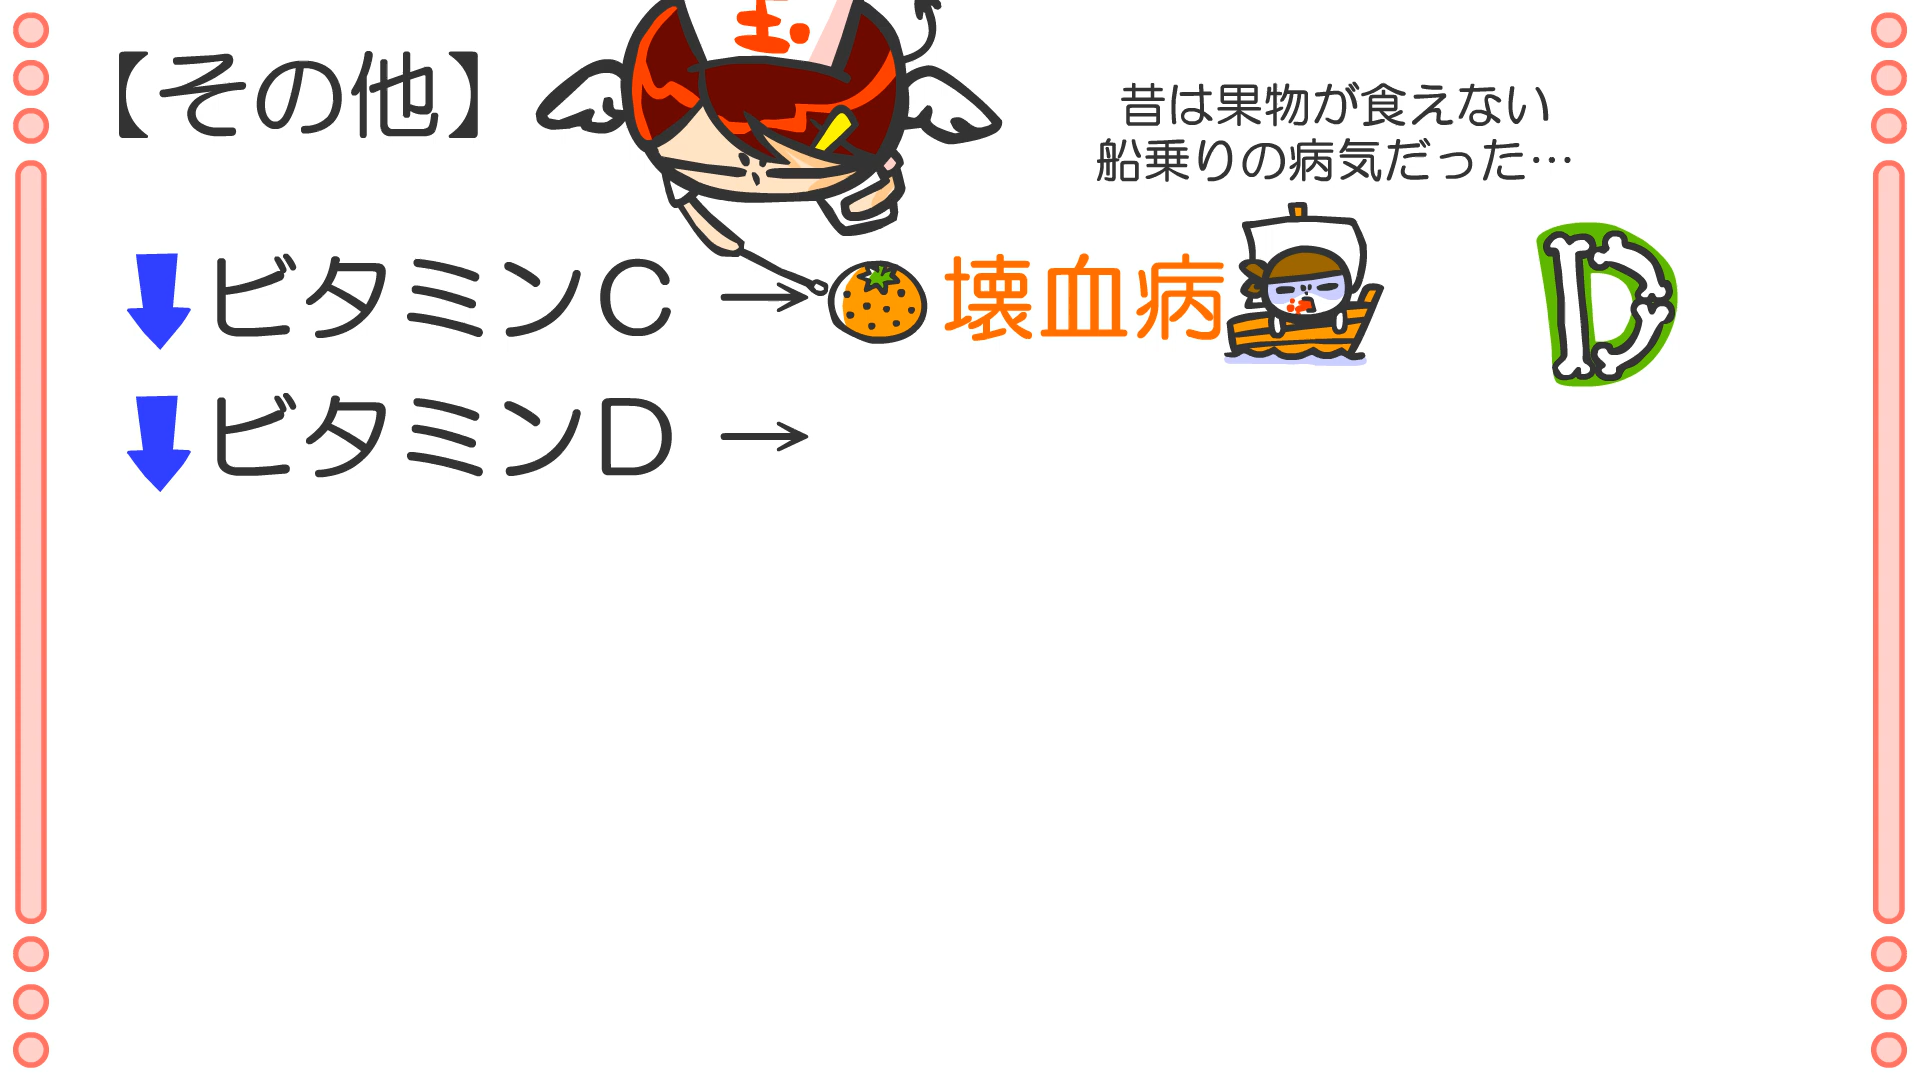 【その他】
昔は果物が食えない
船乗りの病気だった…
ビタミンC → 壊血病
D
ビタミンD →